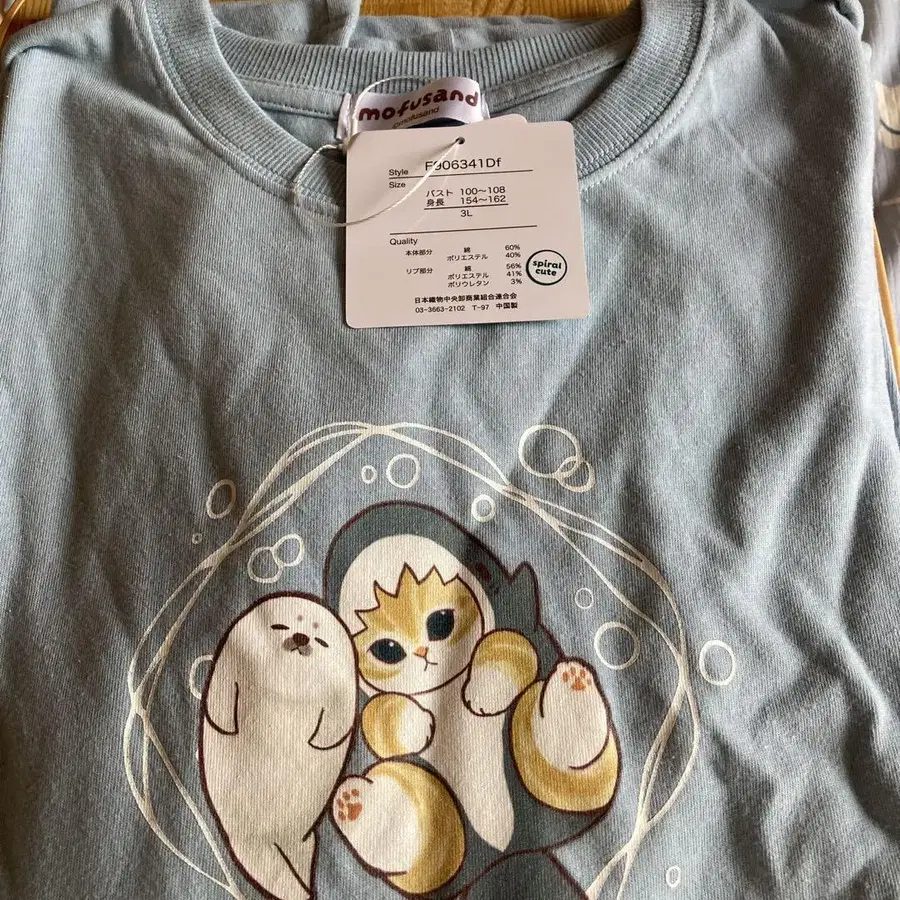 mofusand
©mofusand
Style F906341Df
Size
バスト 100～108
身長 154～162
3L
Quality
本体部分 綿 60%
ポリエステル 40%
リブ部分 綿 56%
ポリエステル 41%
ポリウレタン 3%
spiral
cute
日本織物中央卸商業組合連合会
03-3663-2102 T-97 中国製